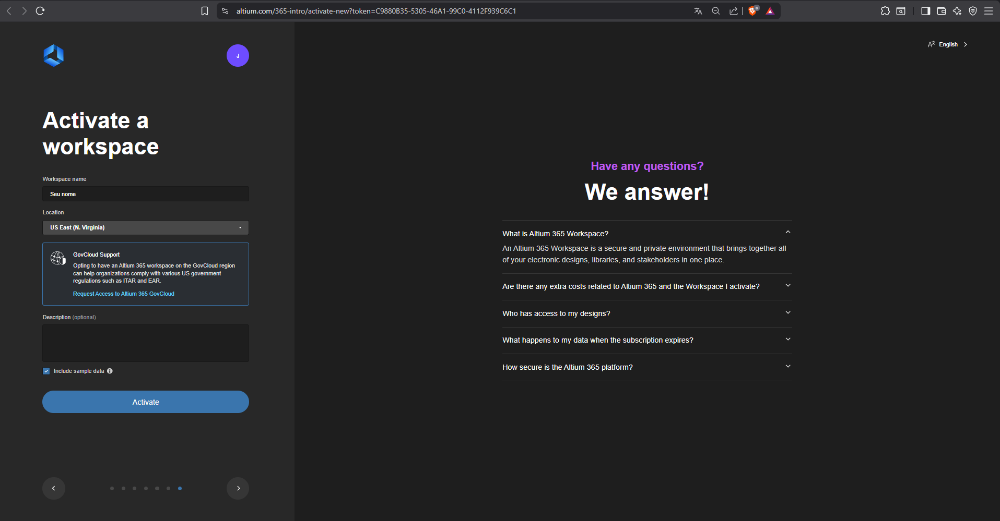 altium.com/365-intro/activate-new?token=C9880B35-5305-46A1-99C0-4112F939C6C1
8
J
English
Activate a
workspace
Workspace name
Seu nome
Location
US East (N. Virginia)
GovCloud Support
Opting to have an Altium 365 workspace on the GovCloud region
can help organizations comply with various US government
regulations such as ITAR and EAR.
Request Access to Altium 365 GovCloud
Description (optional)
Include sample data
Activate
Have any questions?
We answer!
What is Altium 365 Workspace?
An Altium 365 Workspace is a secure and private environment that brings together all
of your electronic designs, libraries, and stakeholders in one place.
Are there any extra costs related to Altium 365 and the Workspace I activate?
Who has access to my designs?
What happens to my data when the subscription expires?
How secure is the Altium 365 platform?